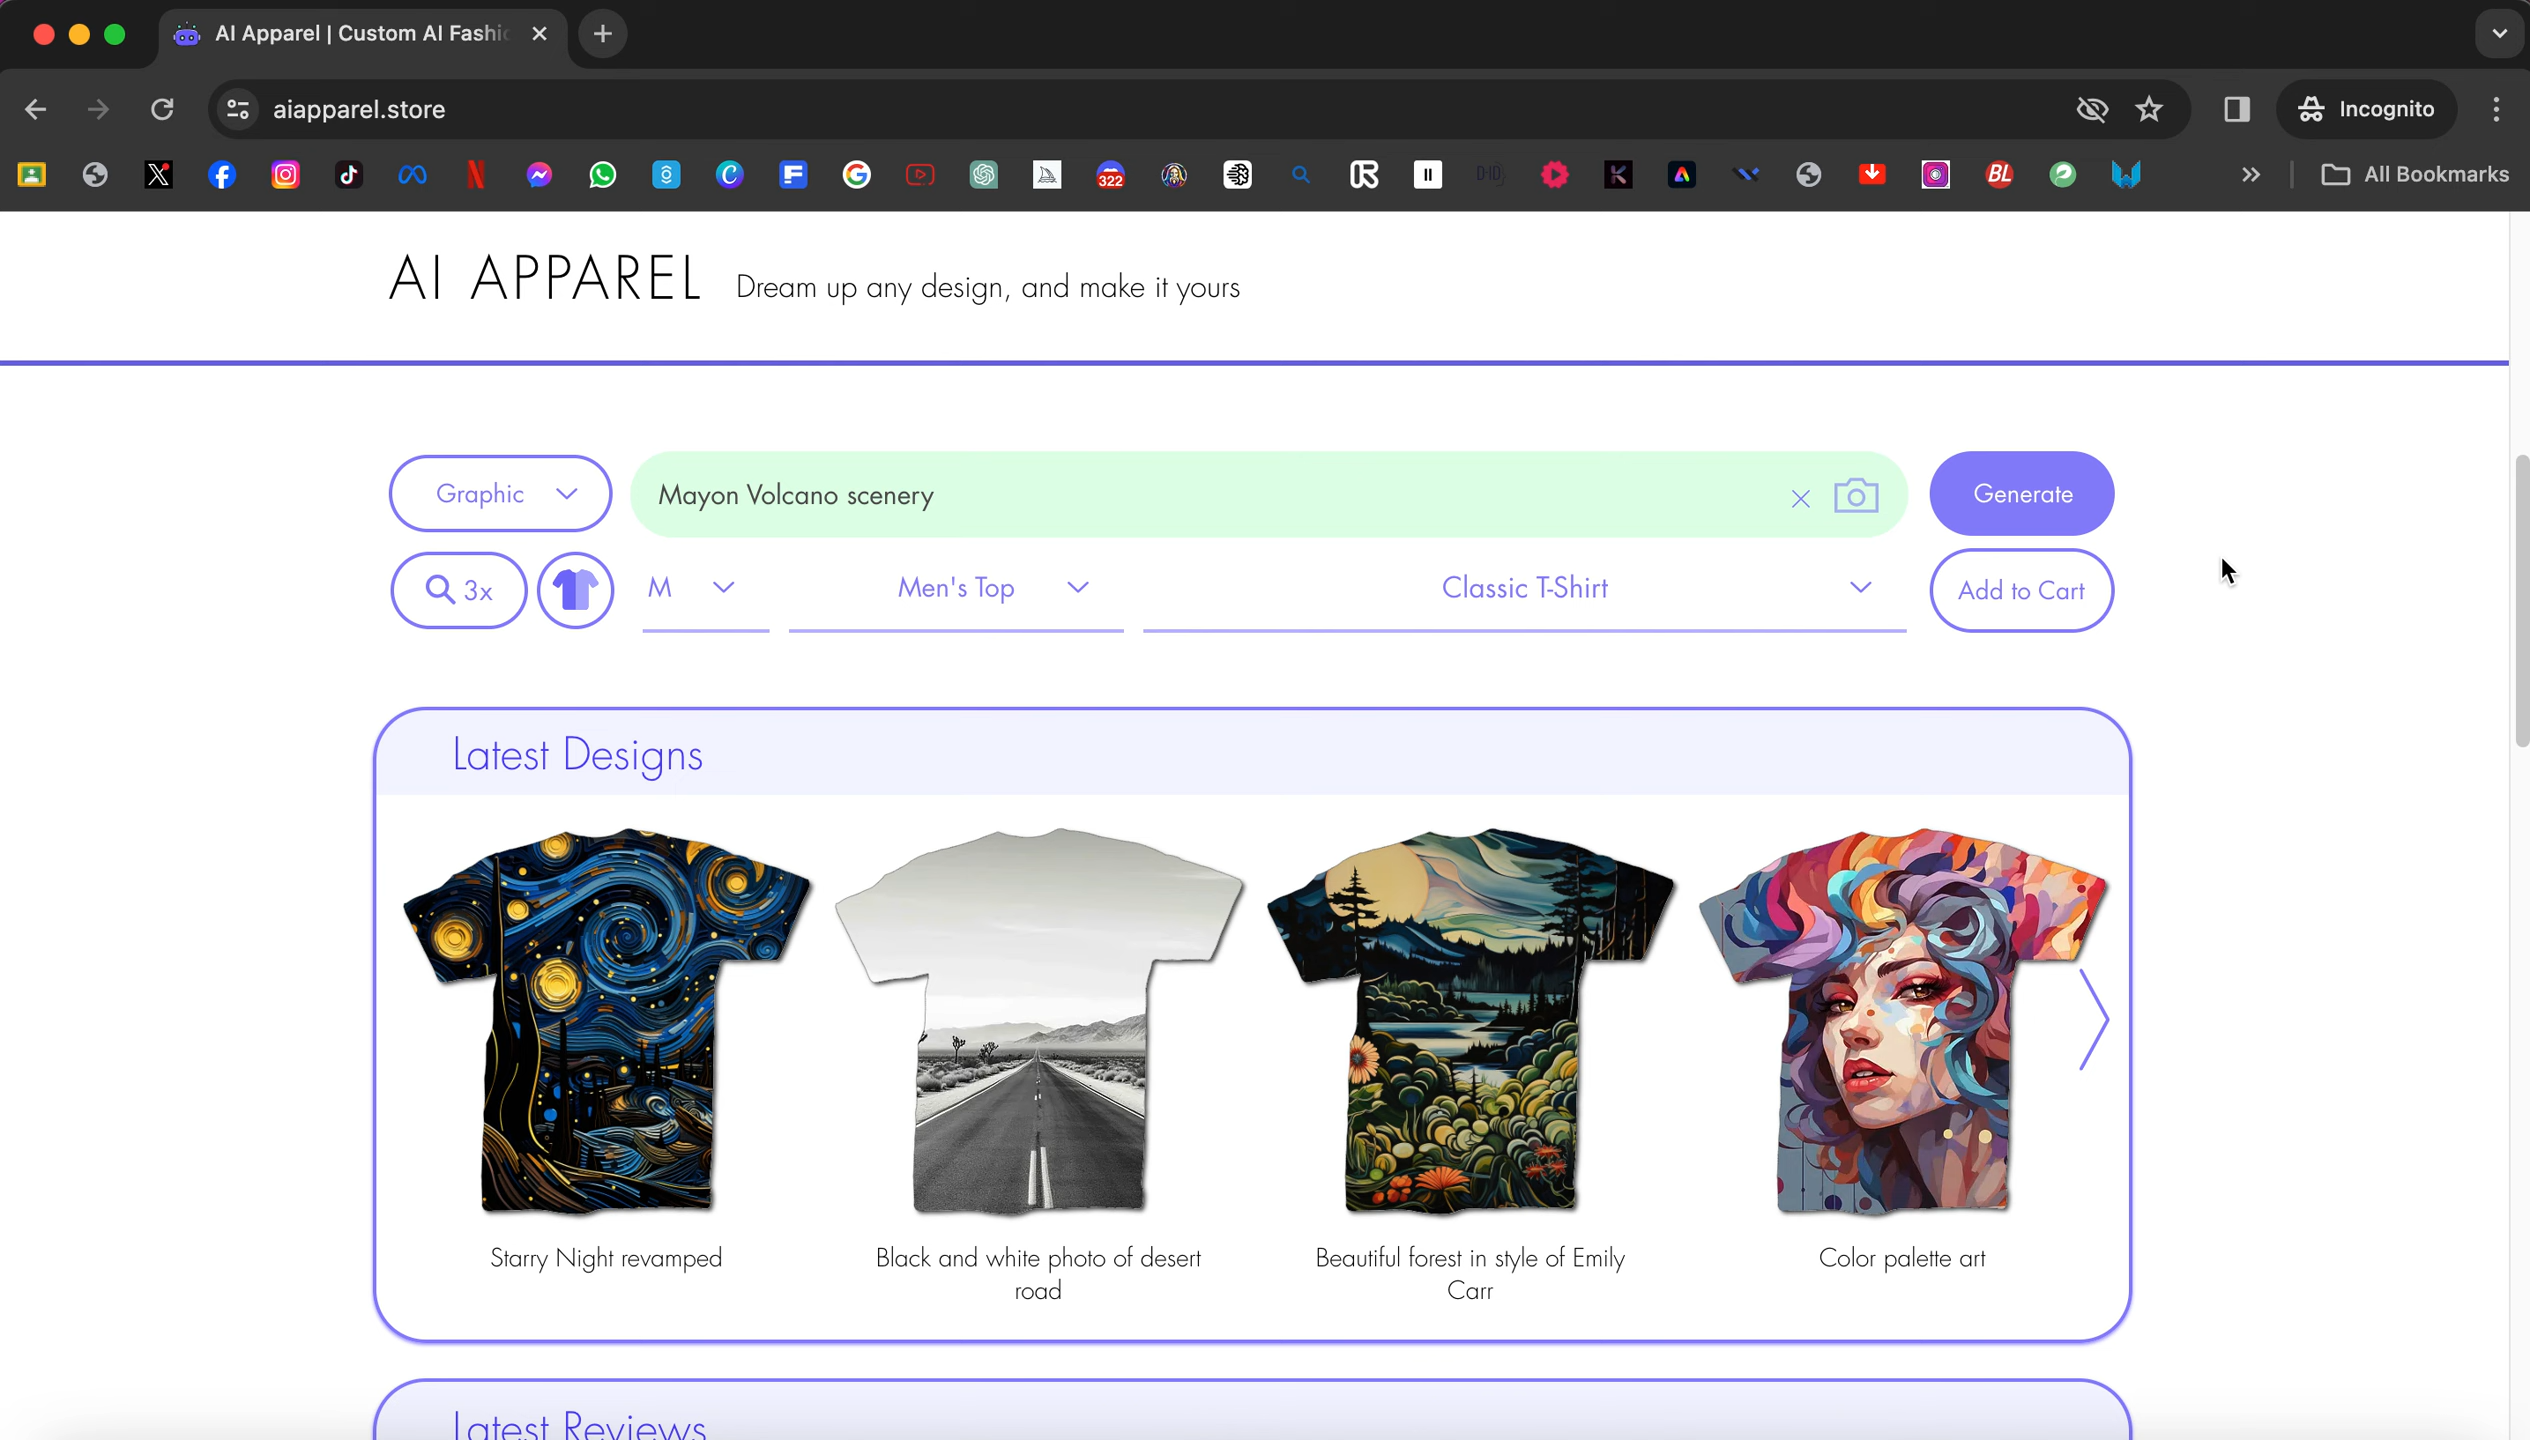 AI Apparel | Custom AI Fashic
aiapparel.store
Incognito
322
D-ID
BL
All Bookmarks
AI APPAREL
Dream up any design, and make it yours
Graphic
Mayon Volcano scenery
Generate
3x
M
Men's Top
Classic T-Shirt
Add to Cart
Latest Designs
Starry Night revamped
Black and white photo of desert
road
Beautiful forest in style of Emily
Carr
Color palette art
Latest Reviews